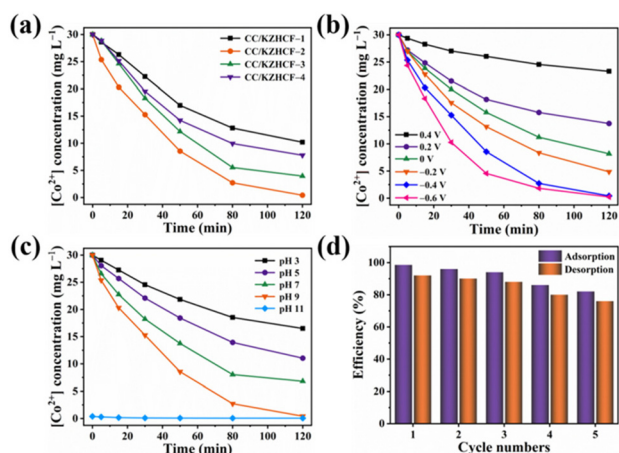 (a)
[Co²⁺] concentration (mg L⁻¹)
30
25
20
15
10
5
0
CC/KZHCF–1
CC/KZHCF–2
CC/KZHCF–3
CC/KZHCF–4
0 20 40 60 80 100 120
Time (min)
(b)
[Co²⁺] concentration (mg L⁻¹)
30
25
20
15
10
5
0
0.4 V
0.2 V
0 V
–0.2 V
–0.4 V
–0.6 V
0 20 40 60 80 100 120
Time (min)
(c)
[Co²⁺] concentration (mg L⁻¹)
30
25
20
15
10
5
0
pH 3
pH 5
pH 7
pH 9
pH 11
0 20 40 60 80 100 120
Time (min)
(d)
Efficiency (%)
100
80
60
40
20
0
Adsorption
Desorption
1 2 3 4 5
Cycle numbers